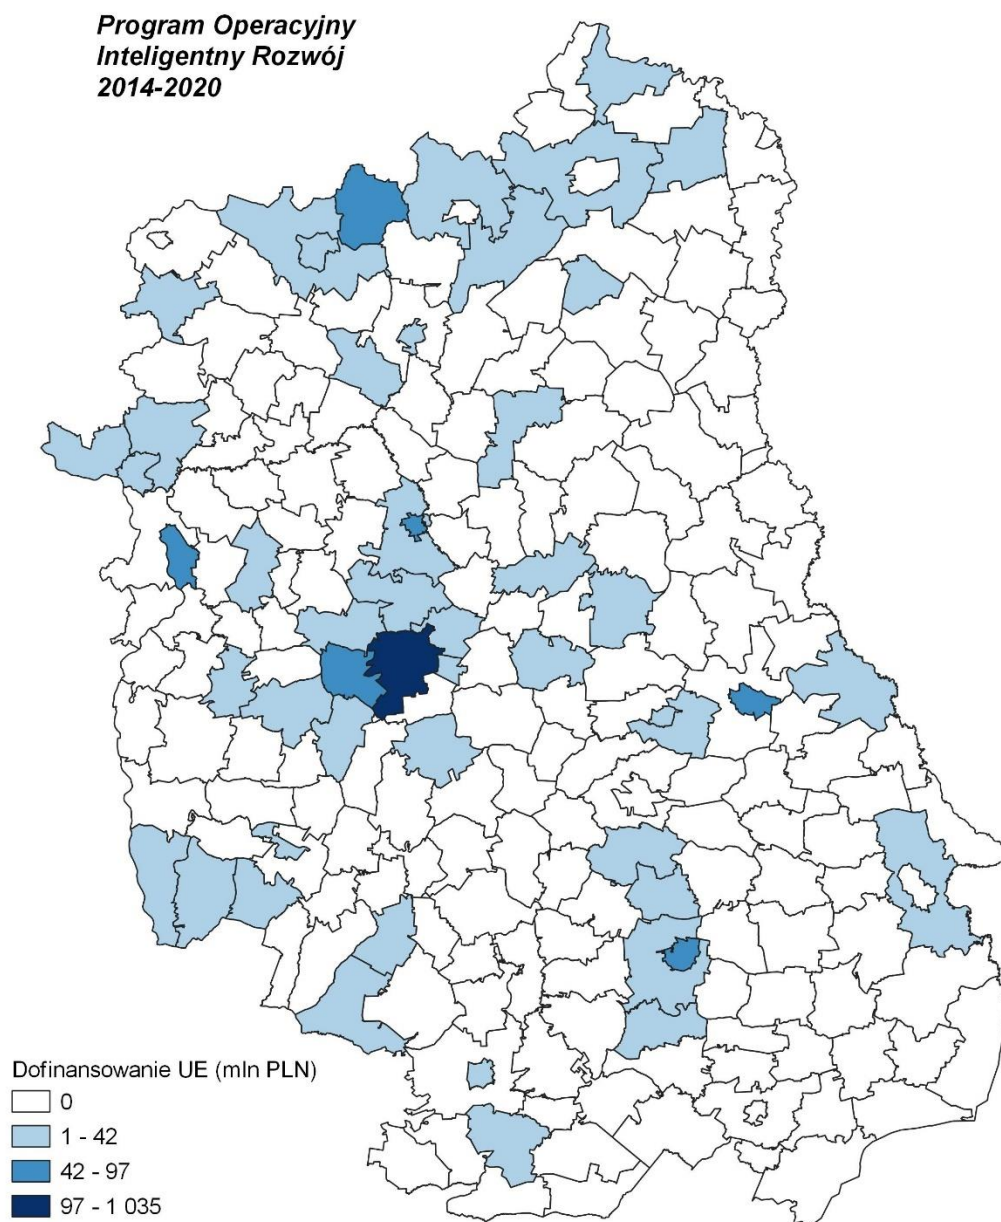 Program Operacyjny
Inteligentny Rozwój
2014-2020
Dofinansowanie UE (mln PLN)
0
1 - 42
42 - 97
97 - 1 035